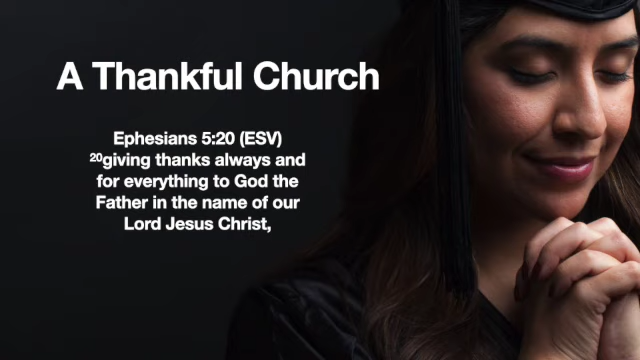 A Thankful Church
Ephesians 5:20 (ESV)
²⁰giving thanks always and
for everything to God the
Father in the name of our
Lord Jesus Christ,